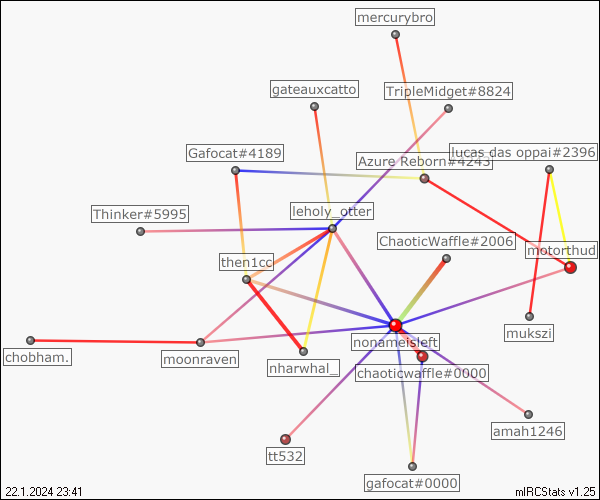 mercurybro
gateauxcatto
TripleMidget#8824
Gafocat#4189
lucas das oppai#2396
Azure Reborn#4243
Thinker#5995
leholy_otter
ChaoticWaffle#2006
motorthud
then1cc
mukszi
nonameisleft
chobham.
moonraven
nharwhal_
chaoticwaffle#0000
amah1246
tt532
gafocat#0000
22.1.2024 23:41
mIRCStats v1.25